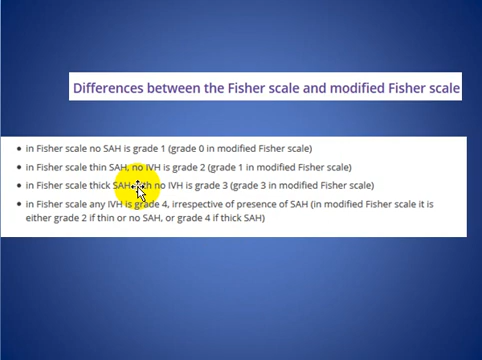 Differences between the Fisher scale and modified Fisher scale
• in Fisher scale no SAH is grade 1 (grade 0 in modified Fisher scale)
• in Fisher scale thin SAH, no IVH is grade 2 (grade 1 in modified Fisher scale)
• in Fisher scale thick SAH with no IVH is grade 3 (grade 3 in modified Fisher scale)
• in Fisher scale any IVH is grade 4, irrespective of presence of SAH (in modified Fisher scale it is
either grade 2 if thin or no SAH, or grade 4 if thick SAH)